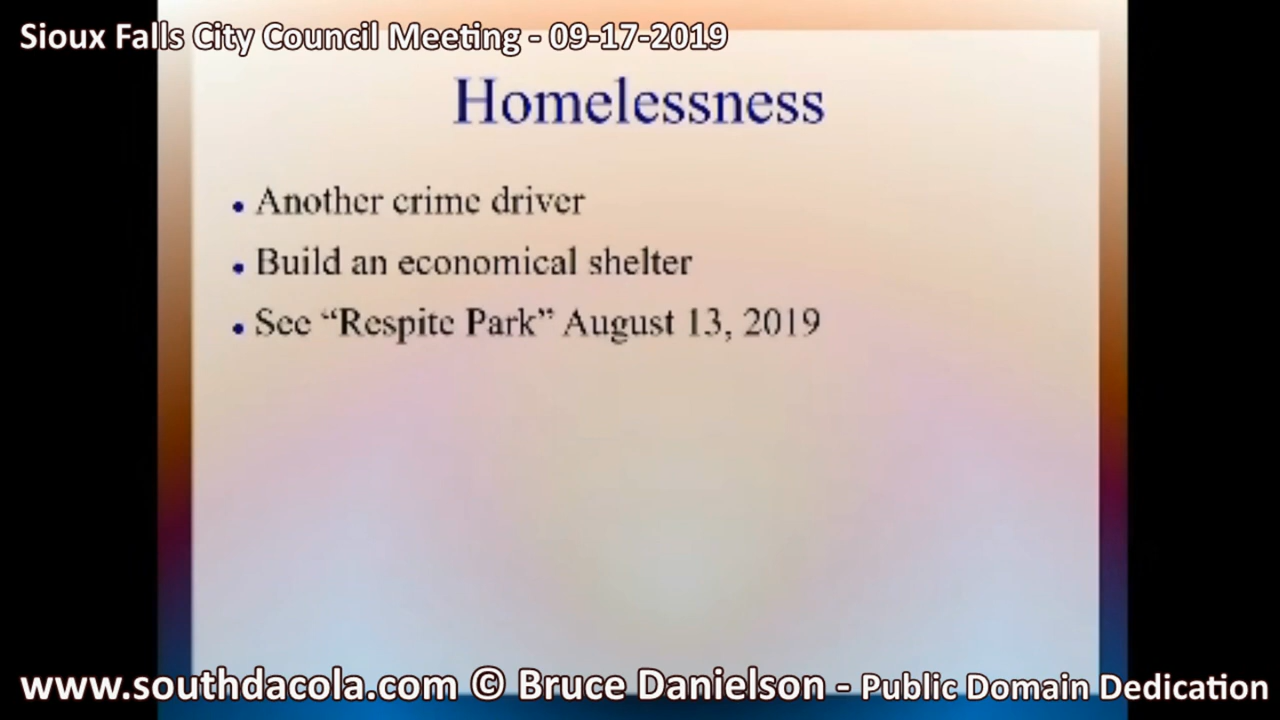 Sioux Falls City Council Meeting - 09-17-2019
Homelessness
• Another crime driver
• Build an economical shelter
• See “Respite Park” August 13, 2019
www.southdacola.com © Bruce Danielson - Public Domain Dedication